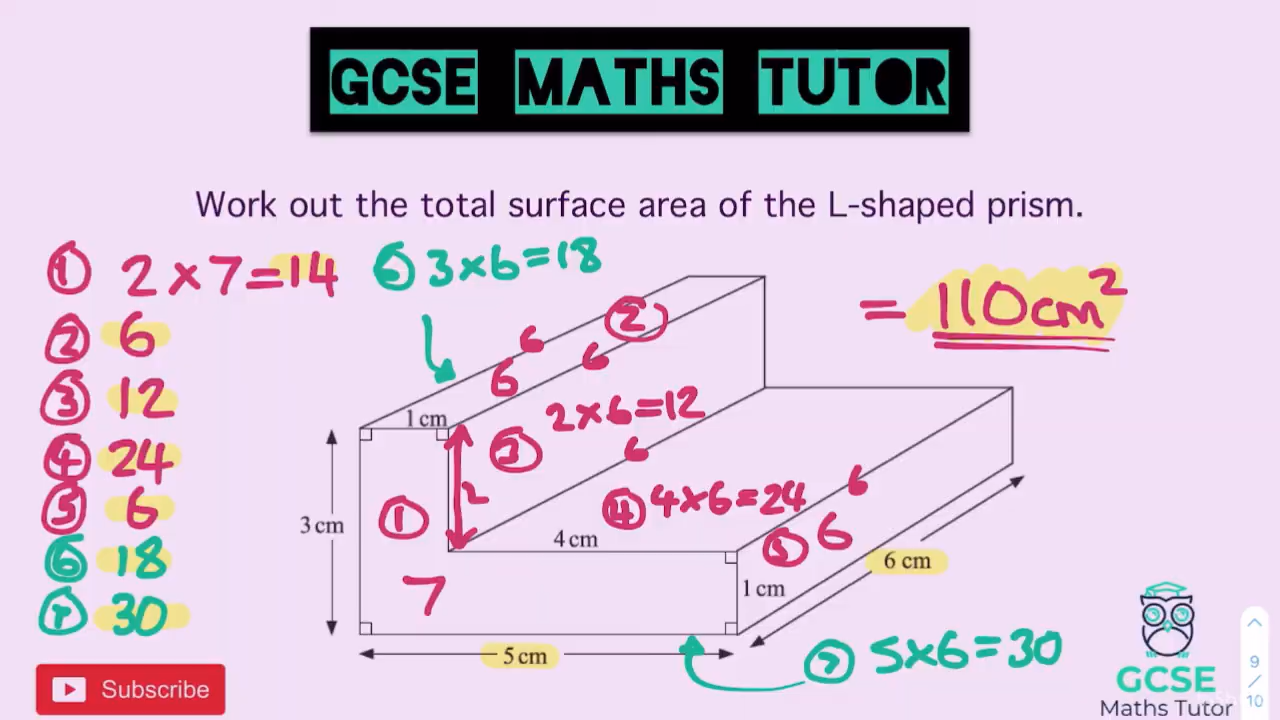 GCSE MATHS TUTOR
Work out the total surface area of the L-shaped prism.
① 2 × 7 = 14
② 6
③ 12
④ 24
⑤ 6
⑥ 18
⑦ 30
⑥ 3×6=18
= 110cm²
②
6
6
6
1 cm
2×6=12
③
6
2
①
7
④ 4×6=24
6
4 cm
⑤ 6
3 cm
1 cm
6 cm
5 cm
⑦ 5×6=30
Subscribe
GCSE
Maths Tutor
9
/
10